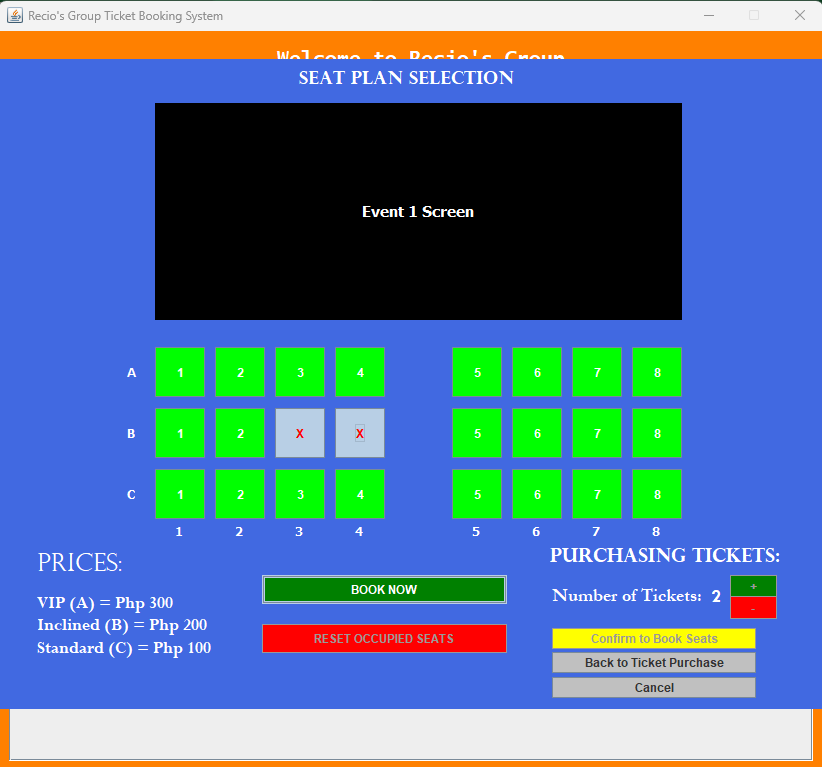 Recio's Group Ticket Booking System
Welcome to Recio's Group
SEAT PLAN SELECTION
Event 1 Screen
A 1 2 3 4 5 6 7 8
B 1 2 X X 5 6 7 8
C 1 2 3 4 5 6 7 8
1 2 3 4 5 6 7 8
PRICES:
VIP (A) = Php 300
Inclined (B) = Php 200
Standard (C) = Php 100
BOOK NOW
RESET OCCUPIED SEATS
PURCHASING TICKETS:
Number of Tickets: 2
+
-
Confirm to Book Seats
Back to Ticket Purchase
Cancel